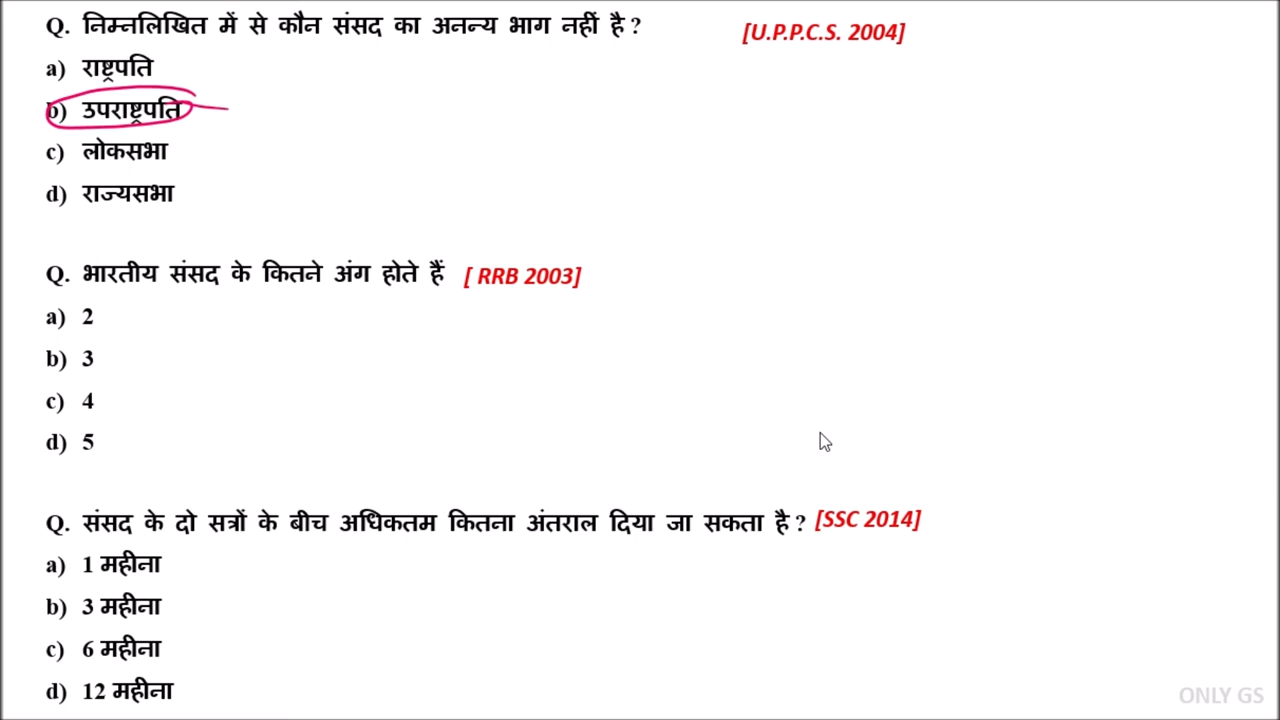 Q. निम्नलिखित में से कौन संसद का अनन्य भाग नहीं है ? [U.P.P.C.S. 2004]
a) राष्ट्रपति
b) उपराष्ट्रपति
c) लोकसभा
d) राज्यसभा
Q. भारतीय संसद के कितने अंग होते हैं [ RRB 2003]
a) 2
b) 3
c) 4
d) 5
Q. संसद के दो सत्रों के बीच अधिकतम कितना अंतराल दिया जा सकता है ? [SSC 2014]
a) 1 महीना
b) 3 महीना
c) 6 महीना
d) 12 महीना
ONLY GS